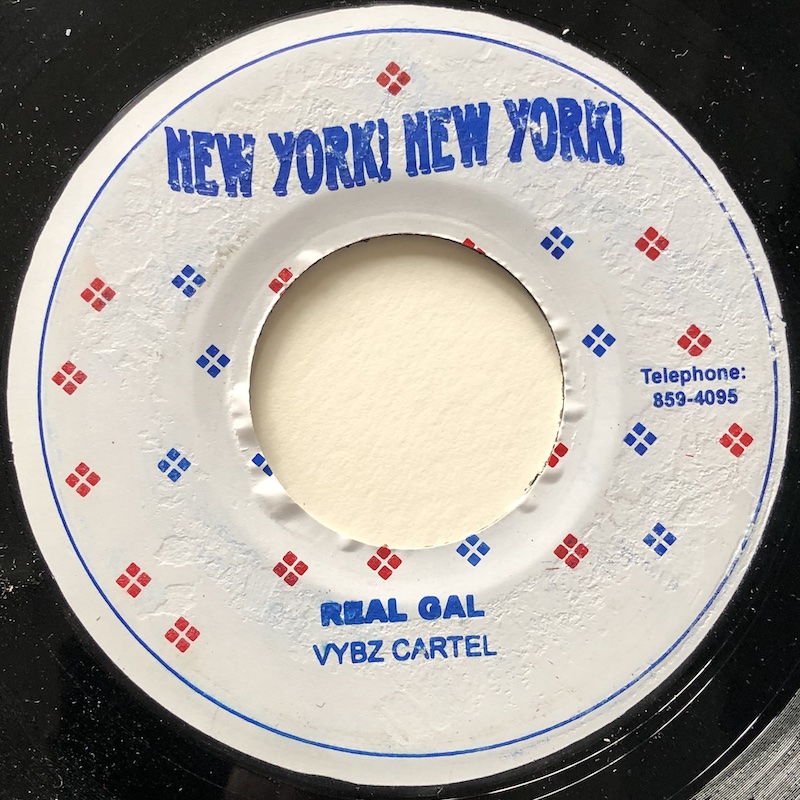 NEW YORK! NEW YORK!
Telephone:
859-4095
REAL GAL
VYBZ CARTEL